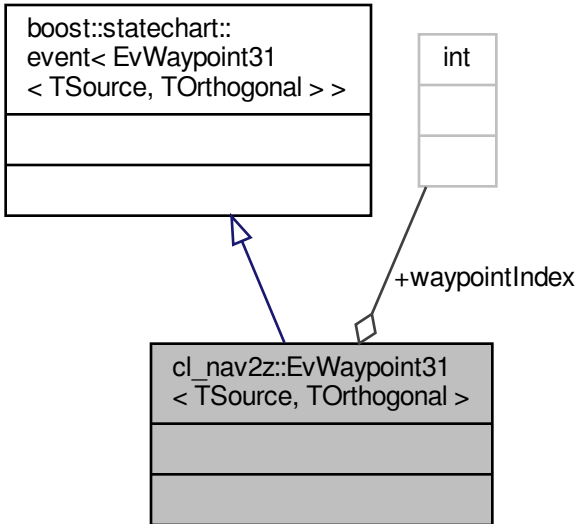 boost::statechart::
event< EvWaypoint31
< TSource, TOrthogonal > >
int
+waypointIndex
cl_nav2z::EvWaypoint31
< TSource, TOrthogonal >